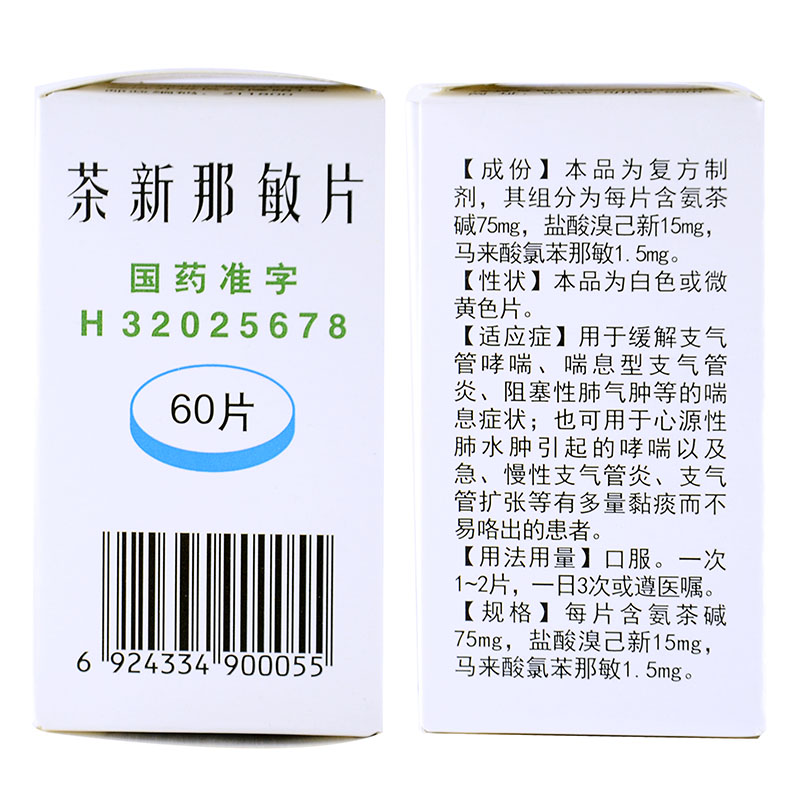 茶新那敏片
国药准字
H32025678
60片
6 924334 900055
【成份】本品为复方制
剂，其组分为每片含氨茶
碱75mg，盐酸溴己新15mg，
马来酸氯苯那敏1.5mg。
【性状】本品为白色或微
黄色片。
【适应症】用于缓解支气
管哮喘、喘息型支气管
炎、阻塞性肺气肿等的喘
息症状；也可用于心源性
肺水肿引起的哮喘以及
急、慢性支气管炎、支气
管扩张等有多量黏痰而不
易咯出的患者。
【用法用量】口服。一次
1~2片，一日3次或遵医嘱。
【规格】每片含氨茶碱
75mg，盐酸溴己新15mg，
马来酸氯苯那敏1.5mg。